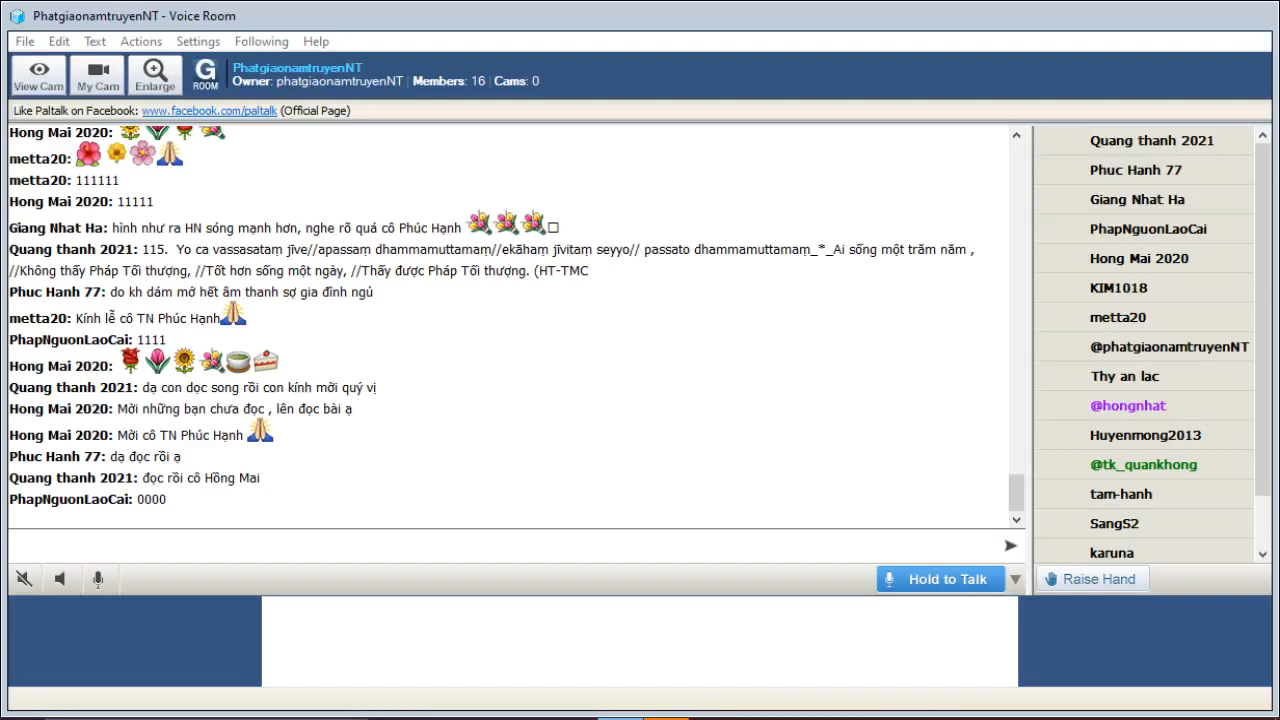 PhatgiaonamtruyenNT - Voice Room
File Edit Text Actions Settings Following Help
View Cam My Cam Enlarge G ROOM
PhatgiaonamtruyenNT
Owner: phatgiaonamtruyenNT | Members: 16 | Cams: 0
Like Paltalk on Facebook: www.facebook.com/paltalk (Official Page)
Hong Mai 2020:
metta20:
metta20: 111111
Hong Mai 2020: 11111
Giang Nhat Ha: hình như ra HN sóng mạnh hơn, nghe rõ quá cô Phúc Hạnh
Quang thanh 2021: 115. Yo ca vassasataṃ jīve//apassaṃ dhammamuttamaṃ//ekāhaṃ jīvitaṃ seyyo// passato dhammamuttamaṃ_*_Ai sống một trăm năm ,
//Không thấy Pháp Tối thượng, //Tốt hơn sống một ngày, //Thấy được Pháp Tối thượng. (HT-TMC
Phuc Hanh 77: do kh dám mở hết âm thanh sợ gia đình ngủ
metta20: Kính lễ cô TN Phúc Hạnh
PhapNguonLaoCai: 1111
Hong Mai 2020:
Quang thanh 2021: dạ con dọc song rồi con kính mời quý vị
Hong Mai 2020: Mời những bạn chưa đọc , lên đọc bài ạ
Hong Mai 2020: Mời cô TN Phúc Hạnh
Phuc Hanh 77: dạ đọc rồi ạ
Quang thanh 2021: đọc rồi cô Hồng Mai
PhapNguonLaoCai: 0000
Hold to Talk
Quang thanh 2021
Phuc Hanh 77
Giang Nhat Ha
PhapNguonLaoCai
Hong Mai 2020
KIM1018
metta20
@phatgiaonamtruyenNT
Thy an lac
@hongnhat
Huyenmong2013
@tk_quankhong
tam-hanh
SangS2
karuna
Raise Hand